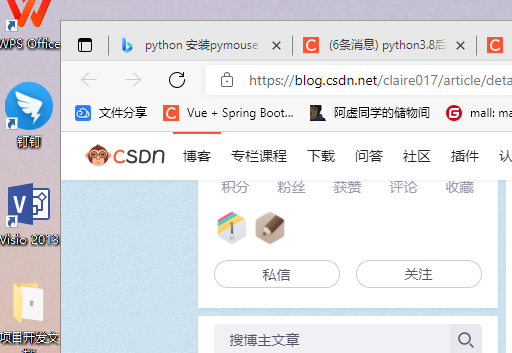 WPS Office
钉钉
Visio 2013
项目开发文
python 安装pymouse
(6条消息) python3.8后
https://blog.csdn.net/claire017/article/deta
文件分享
Vue + Spring Boot...
阿虚同学的储物间
mall: ma
CSDN
博客
专栏课程
下载
问答
社区
插件
认
积分
粉丝
获赞
评论
收藏
私信
关注
搜博主文章